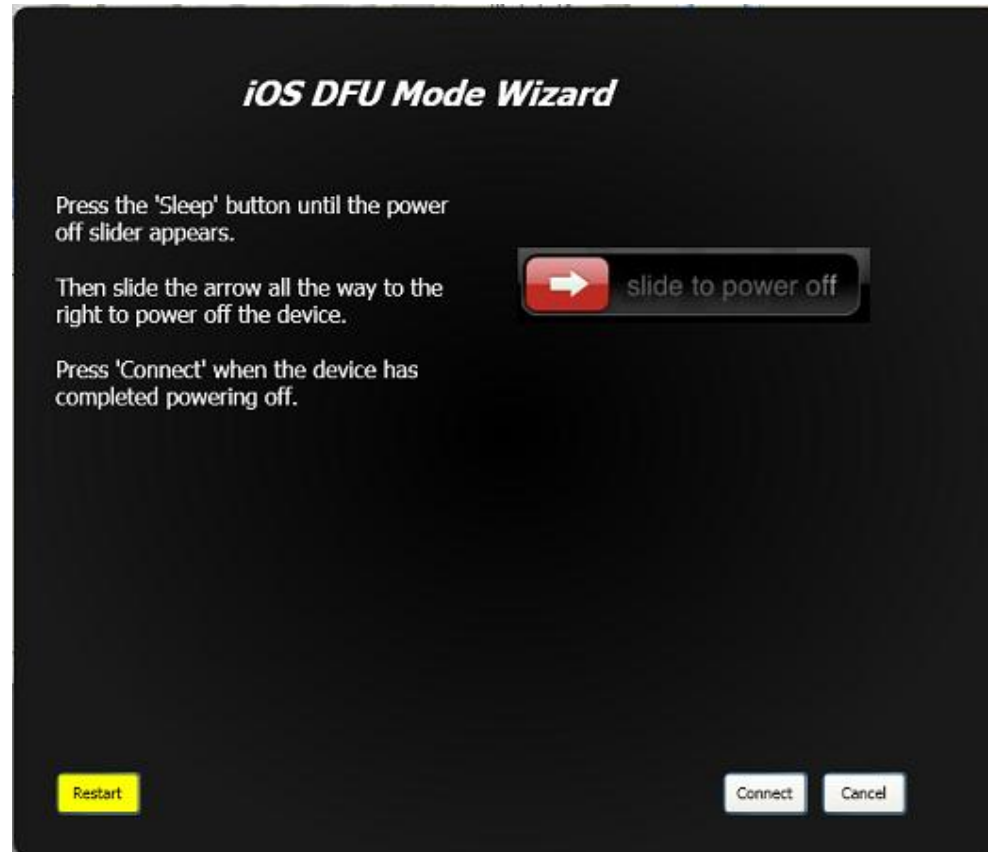 iOS DFU Mode Wizard
Press the 'Sleep' button until the power
off slider appears.
slide to power off
Then slide the arrow all the way to the
right to power off the device.
Press 'Connect' when the device has
completed powering off.
Restart
Connect
Cancel